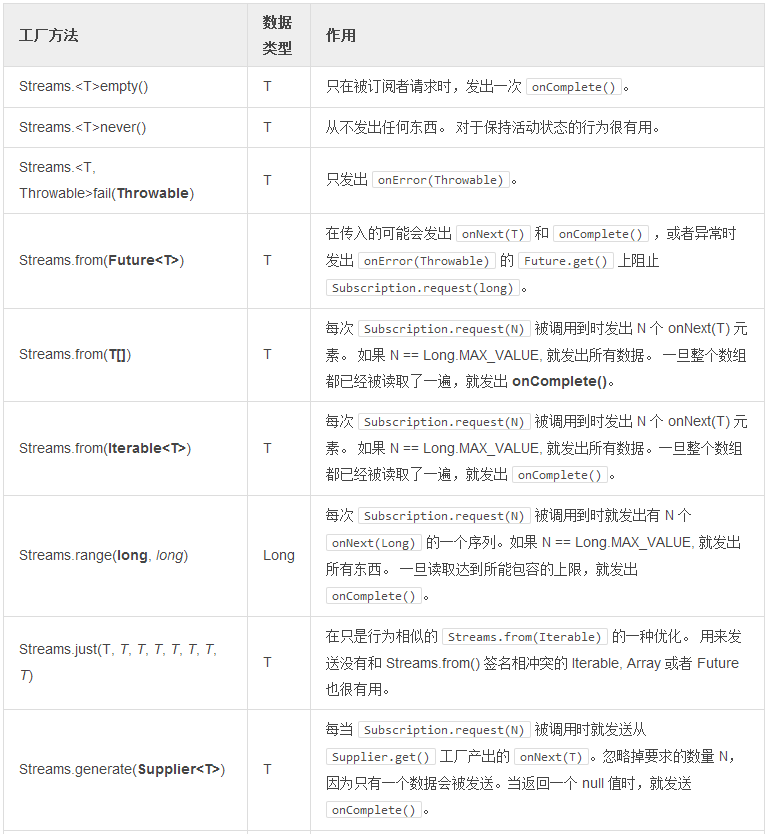 工厂方法
数据
类型
作用
Streams.<T>empty()
T
只在被订阅者请求时，发出一次 onComplete() 。
Streams.<T>never()
T
从不发出任何东西。 对于保持活动状态的行为很有用。
Streams.<T,
Throwable>fail(Throwable)
T
只发出 onError(Throwable) 。
Streams.from(Future<T>)
T
在传入的可能会发出 onNext(T) 和 onComplete() ，或者异常时
发出 onError(Throwable) 的 Future.get() 上阻止
Subscription.request(long) 。
Streams.from(T[])
T
每次 Subscription.request(N) 被调用到时发出 N 个 onNext(T) 元
素。 如果 N == Long.MAX_VALUE, 就发出所有数据。 一旦整个数组
都已经被读取了一遍，就发出 onComplete()。
Streams.from(Iterable<T>)
T
每次 Subscription.request(N) 被调用到时发出 N 个 onNext(T) 元
素。 如果 N == Long.MAX_VALUE, 就发出所有数据。一旦整个数组
都已经被读取了一遍，就发出 onComplete() 。
Streams.range(long, long)
Long
每次 Subscription.request(N) 被调用到时就发出有 N 个
onNext(Long) 的一个序列。如果 N == Long.MAX_VALUE, 就发出
所有东西。 一旦读取达到所能包容的上限，就发出
onComplete() 。
Streams.just(T, T, T, T, T, T, T,
T)
T
在只是行为相似的 Streams.from(Iterable) 的一种优化。 用来发
送没有和 Streams.from() 签名相冲突的 Iterable, Array 或者 Future
也很有用。
Streams.generate(Supplier<T>)
T
每当 Subscription.request(N) 被调用时就发送从
Supplier.get() 工厂产出的 onNext(T) 。忽略掉要求的数量 N，
因为只有一个数据会被发送。当返回一个 null 值时，就发送
onComplete() 。